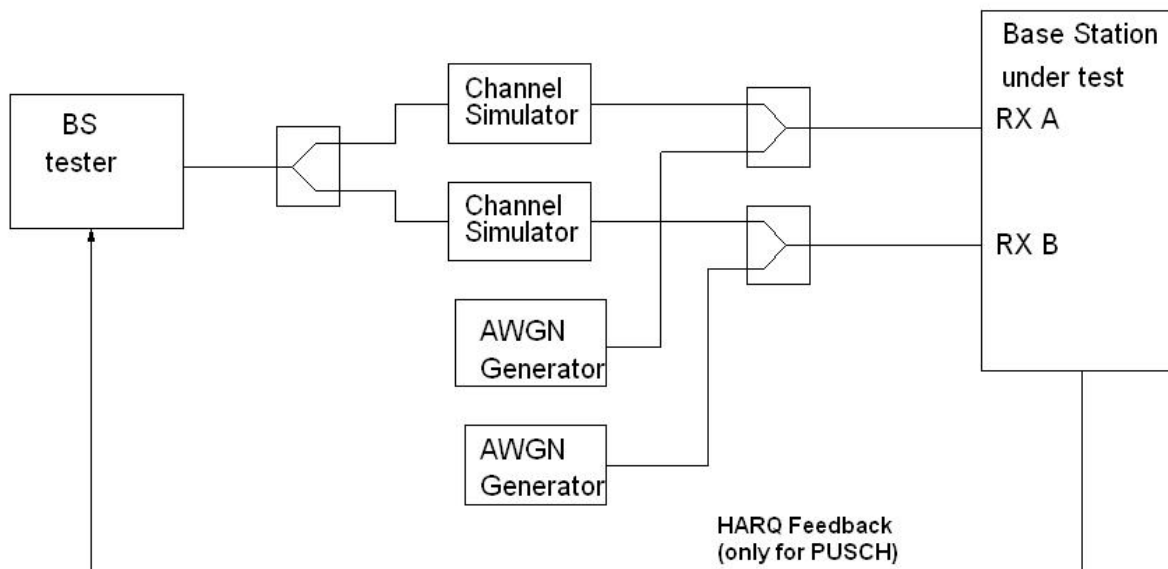 BS
tester
Channel
Simulator
Channel
Simulator
AWGN
Generator
AWGN
Generator
Base Station
under test
RX A
RX B
HARQ Feedback
(only for PUSCH)